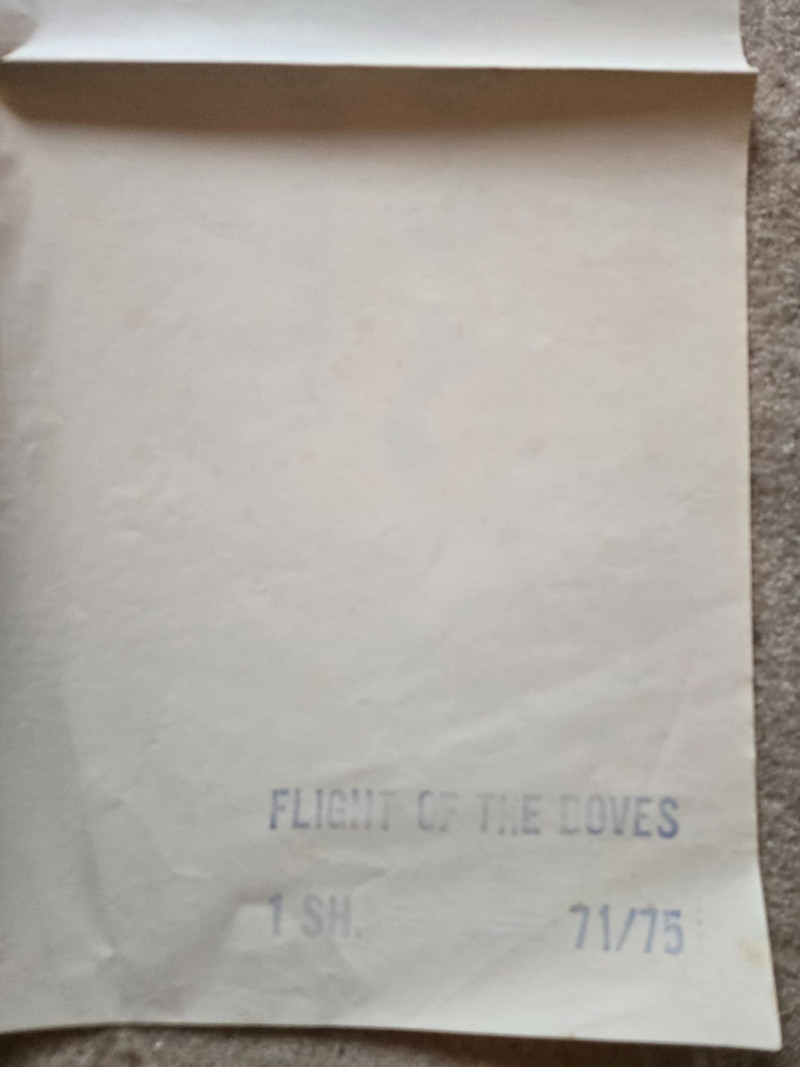 FLIGHT OF THE DOVES
1 SH. 71/75